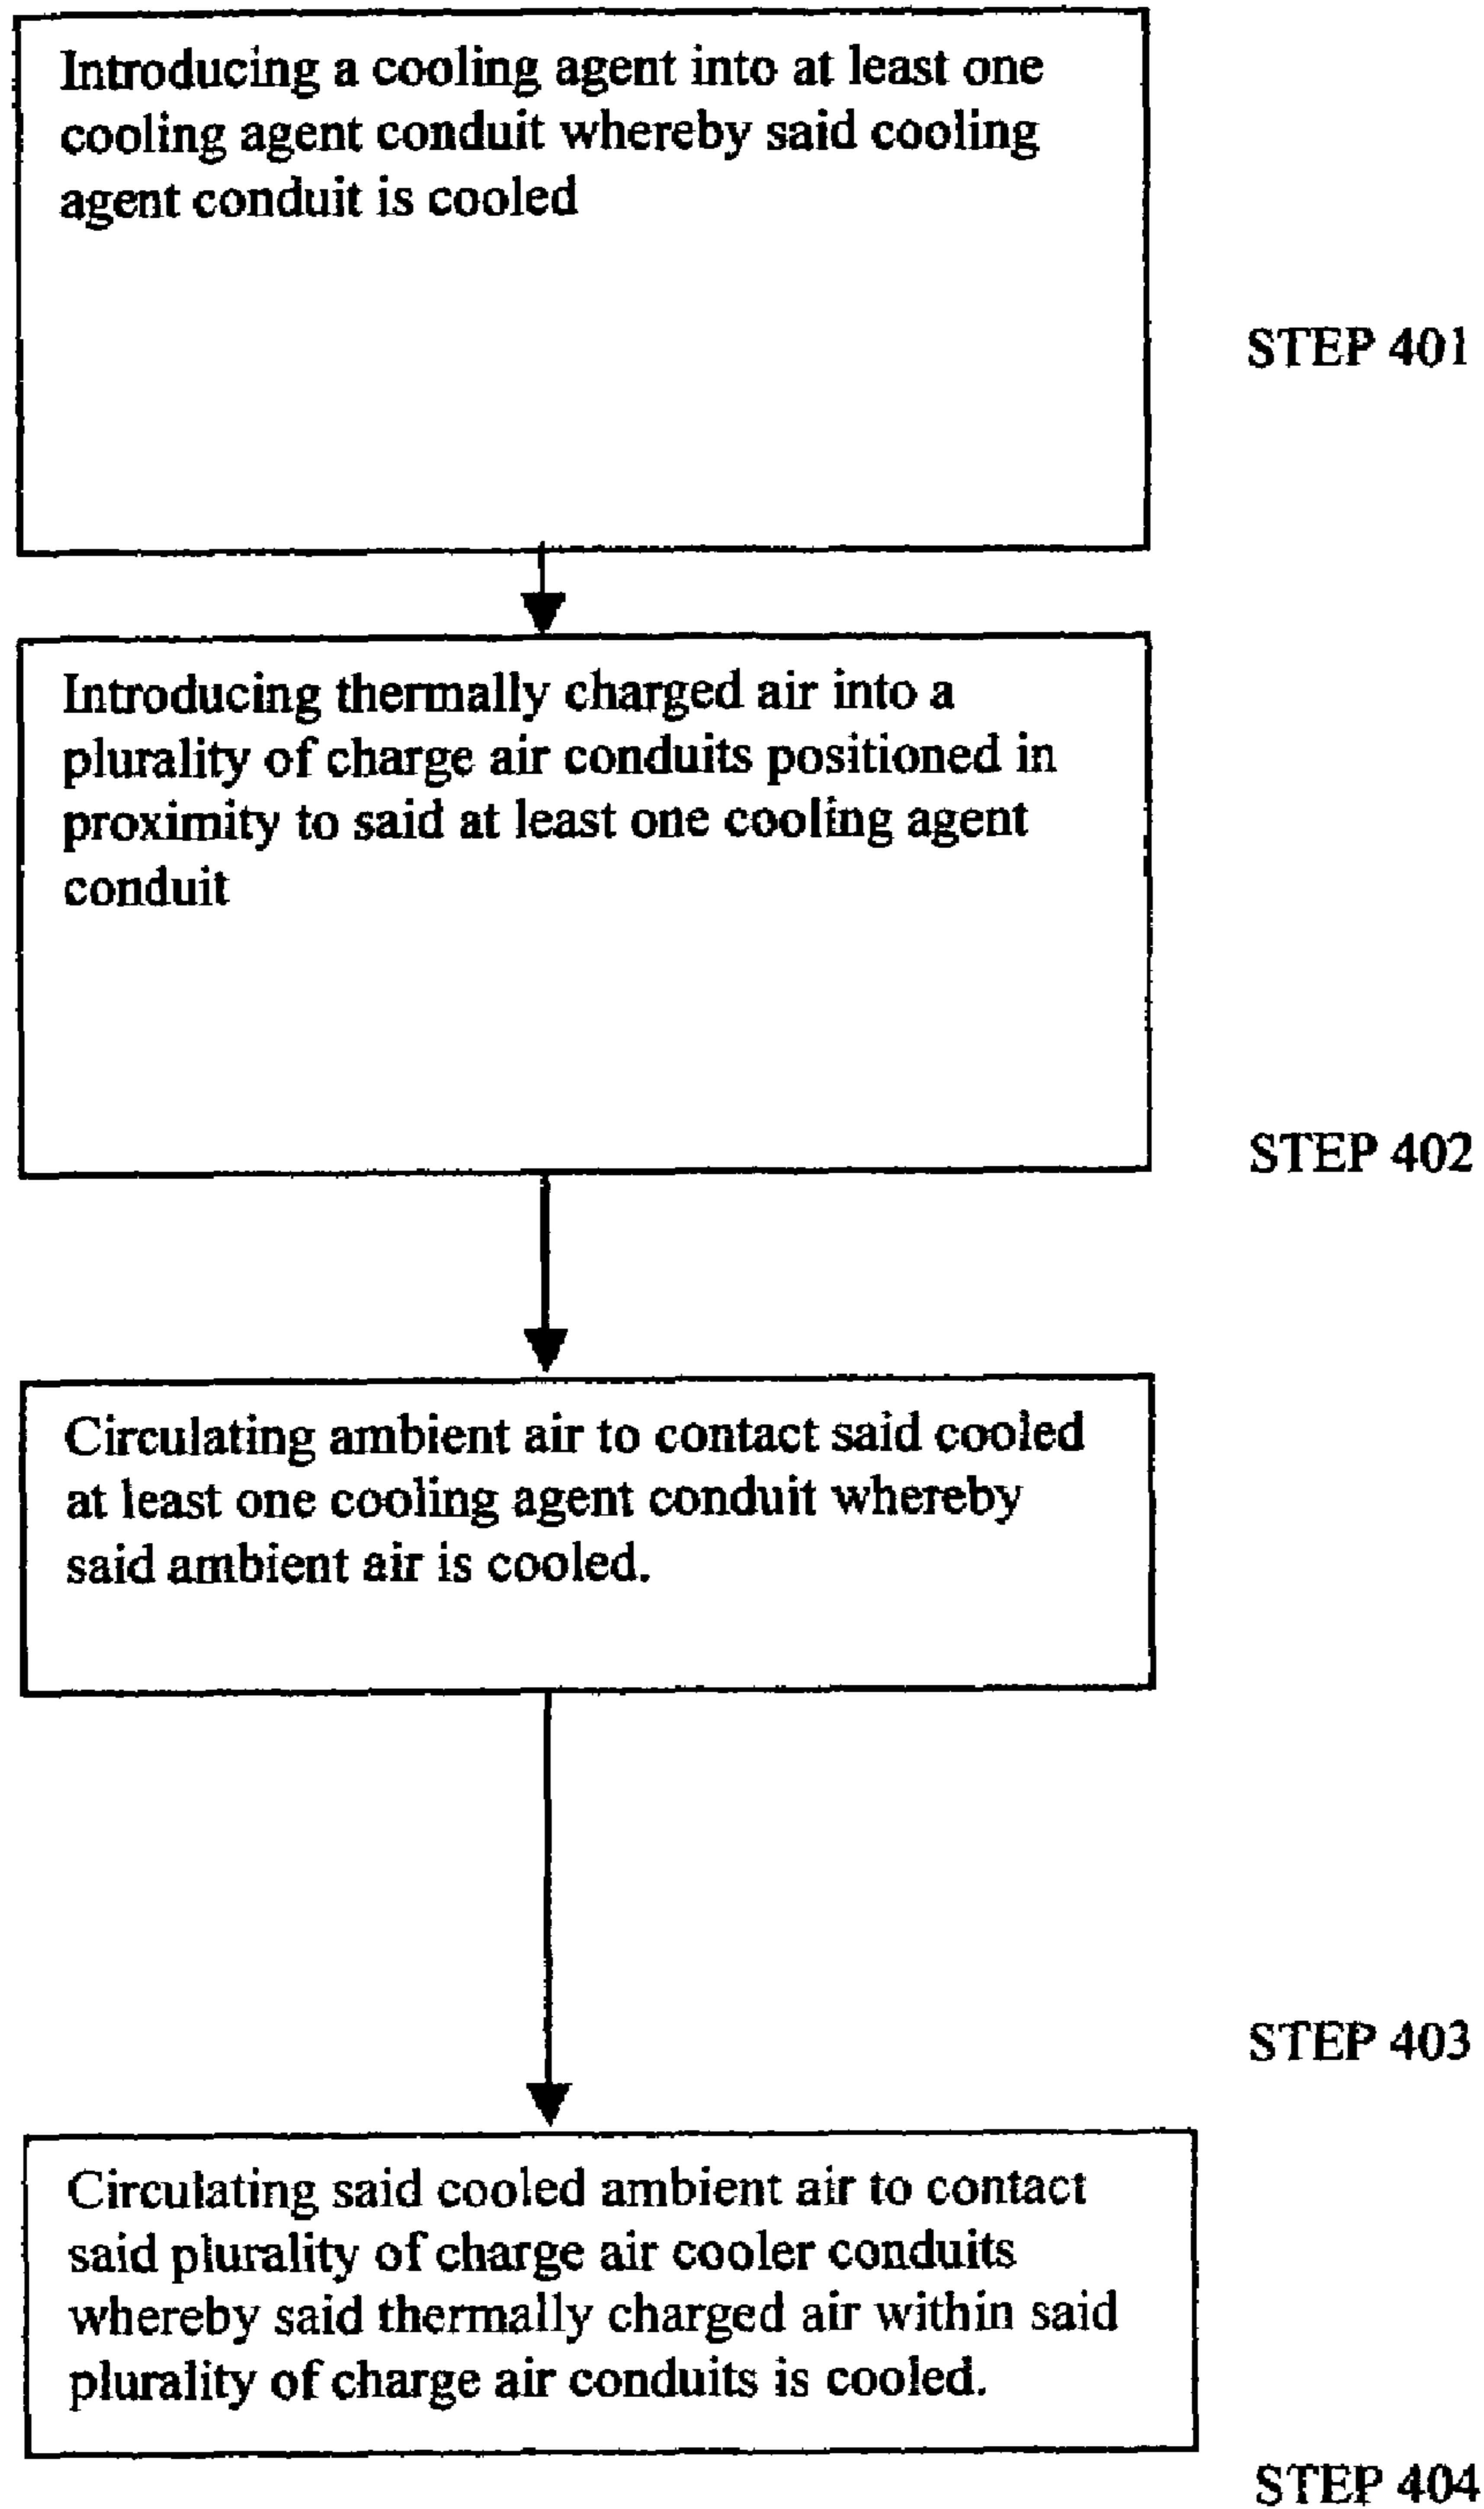 Introducing a cooling agent into at least one
cooling agent conduit whereby said cooling
agent conduit is cooled
STEP 401
Introducing thermally charged air into a
plurality of charge air conduits positioned in
proximity to said at least one cooling agent
conduit
STEP 402
Circulating ambient air to contact said cooled
at least one cooling agent conduit whereby
said ambient air is cooled.
STEP 403
Circulating said cooled ambient air to contact
said plurality of charge air cooler conduits
whereby said thermally charged air within said
plurality of charge air conduits is cooled.
STEP 404